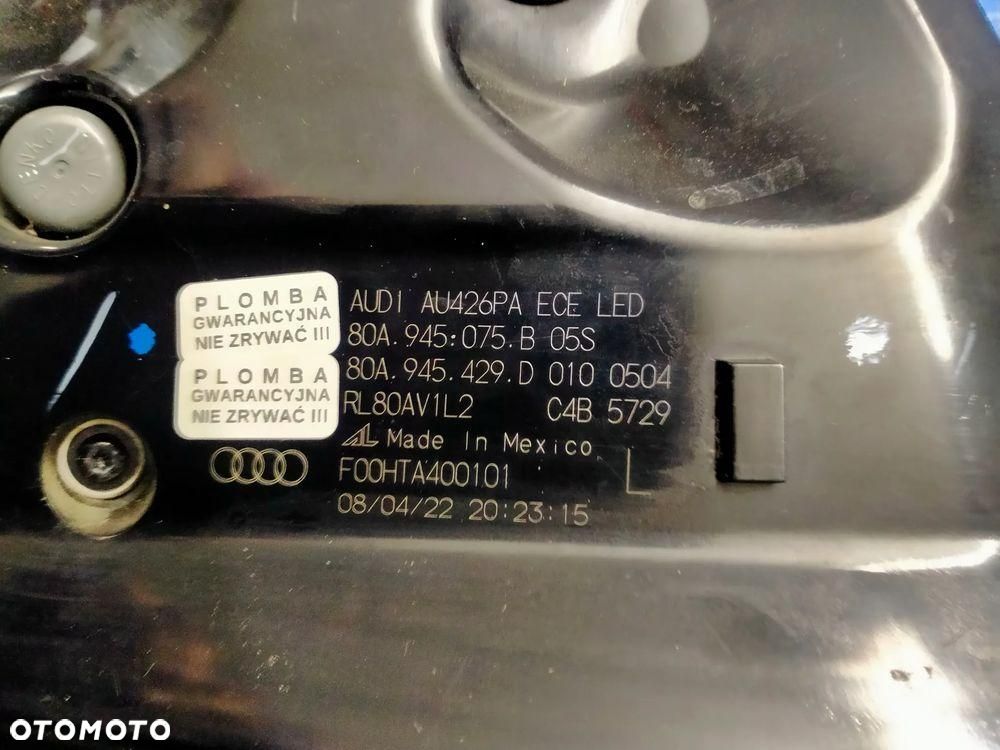 PLOMBA
GWARANCYJNA
NIE ZRYWAĆ !!!
PLOMBA
GWARANCYJNA
NIE ZRYWAĆ !!!
AUDI AU426PA ECE LED
80A.945:075.B 05S
80A.945.429.D 010 0504
RL80AV1L2 C4B 5729
Made In Mexico
F00HTA400101 L
08/04/22 20:23:15
OTOMOTO